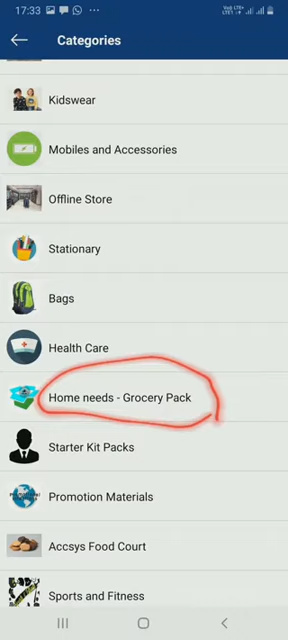 17:33
Categories
Kidswear
Mobiles and Accessories
Offline Store
Stationary
Bags
Health Care
Home needs - Grocery Pack
Starter Kit Packs
Promotion Materials
Accsys Food Court
Sports and Fitness